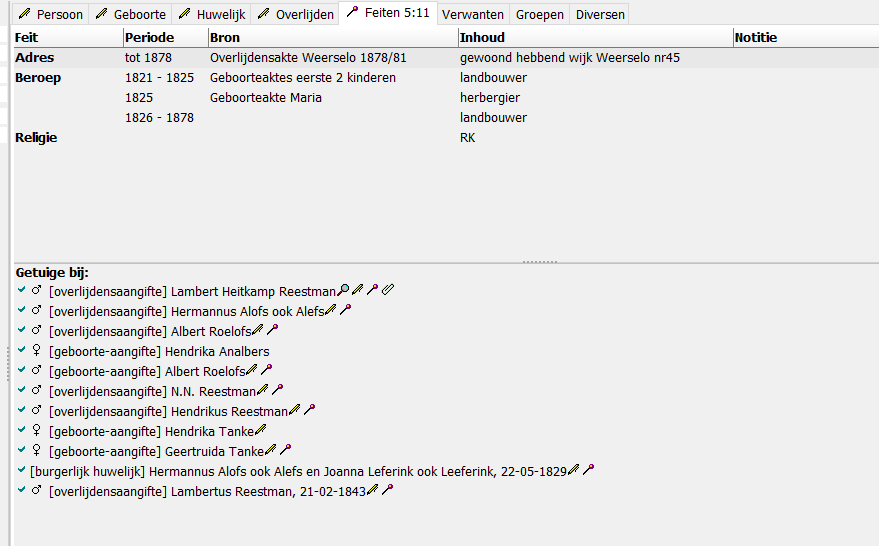 Persoon Geboorte Huwelijk Overlijden Feiten 5:11 Verwanten Groepen Diversen
Feit Periode Bron Inhoud Notitie
Adres tot 1878 Overlijdensakte Weerselo 1878/81 gewoond hebbend wijk Weerselo nr45
Beroep 1821 - 1825 Geboorteaktes eerste 2 kinderen landbouwer
1825 Geboorteakte Maria herbergier
1826 - 1878 landbouwer
Religie RK
Getuige bij:
[overlijdensaangifte] Lambert Heitkamp Reestman
[overlijdensaangifte] Hermannus Alofs ook Alefs
[overlijdensaangifte] Albert Roelofs
[geboorte-aangifte] Hendrika Analbers
[geboorte-aangifte] Albert Roelofs
[overlijdensaangifte] N.N. Reestman
[overlijdensaangifte] Hendrikus Reestman
[geboorte-aangifte] Hendrika Tanke
[geboorte-aangifte] Geertruida Tanke
[burgerlijk huwelijk] Hermannus Alofs ook Alefs en Joanna Leferink ook Leeferink, 22-05-1829
[overlijdensaangifte] Lambertus Reestman, 21-02-1843